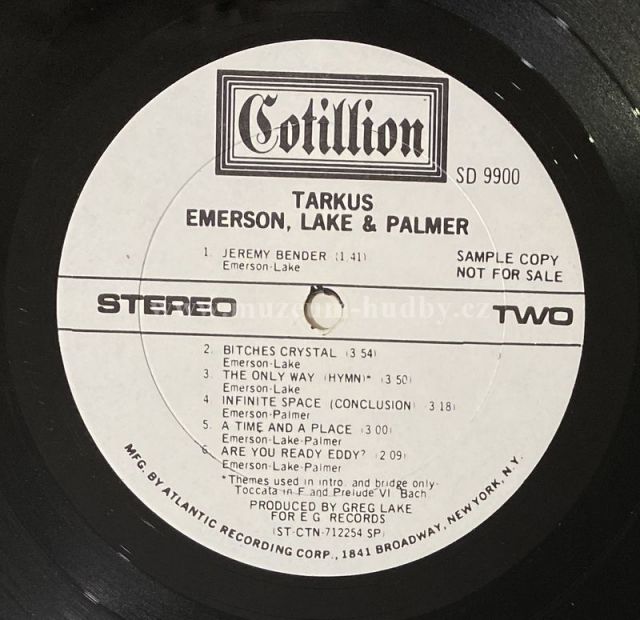 Cotillion
SD 9900
TARKUS
EMERSON, LAKE & PALMER
1. JEREMY BENDER (1.41)
Emerson-Lake
SAMPLE COPY
NOT FOR SALE
STEREO
TWO
muzeum-hudby.cz
2. BITCHES CRYSTAL (3 54)
Emerson-Lake
3. THE ONLY WAY (HYMN)* (3 50)
Emerson-Lake
4 INFINITE SPACE (CONCLUSION) (3 18)
Emerson-Palmer
5. A TIME AND A PLACE (3 00)
Emerson-Lake-Palmer
6. ARE YOU READY EDDY? (2 09)
Emerson-Lake-Palmer
*Themes used in intro. and bridge only-
Toccata in F and Prelude VI "Bach"
PRODUCED BY GREG LAKE
FOR E G RECORDS
(ST-CTN-712254 SP)
MFG. BY ATLANTIC RECORDING CORP., 1841 BROADWAY, NEW YORK, N.Y.